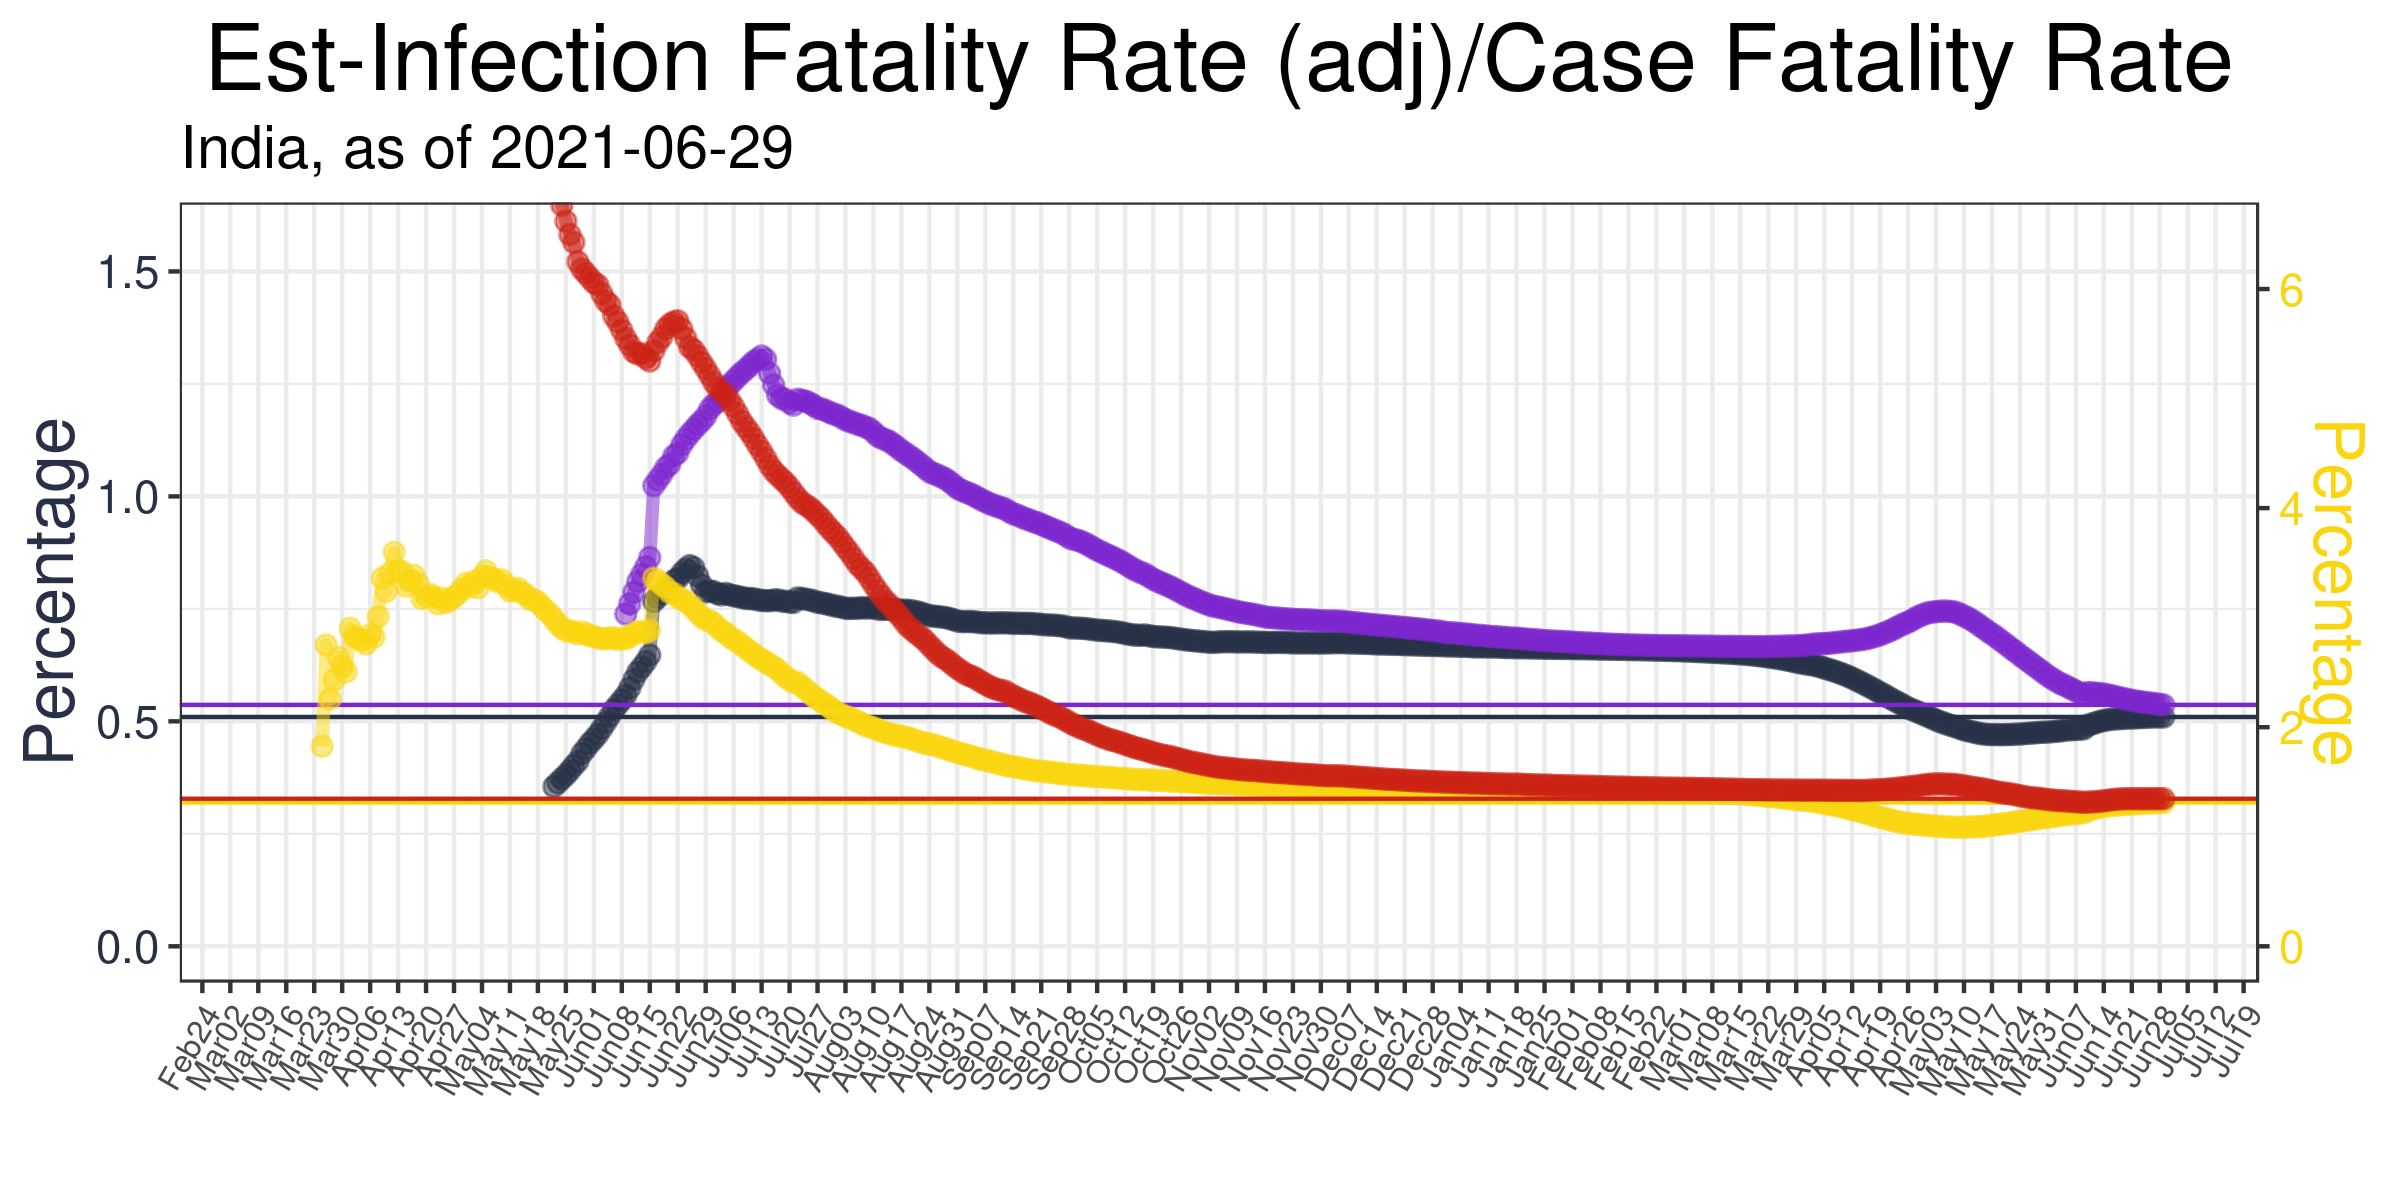 Est-Infection Fatality Rate (adj)/Case Fatality Rate
India, as of 2021-06-29
Percentage
1.5
1.0
0.5
0.0
6
4
2
0
Percentage
Feb24
Mar02
Mar09
Mar16
Mar23
Mar30
Apr06
Apr13
Apr20
Apr27
May04
May11
May18
May25
Jun01
Jun08
Jun15
Jun22
Jun29
Jul06
Jul13
Jul20
Jul27
Aug03
Aug10
Aug17
Aug24
Aug31
Sep07
Sep14
Sep21
Sep28
Oct05
Oct12
Oct19
Oct26
Nov02
Nov09
Nov16
Nov23
Nov30
Dec07
Dec14
Dec21
Dec28
Jan04
Jan11
Jan18
Jan25
Feb01
Feb08
Feb15
Feb22
Mar01
Mar08
Mar15
Mar22
Mar29
Apr05
Apr12
Apr19
Apr26
May03
May10
May17
May24
May31
Jun07
Jun14
Jun21
Jun28
Jul05
Jul12
Jul19